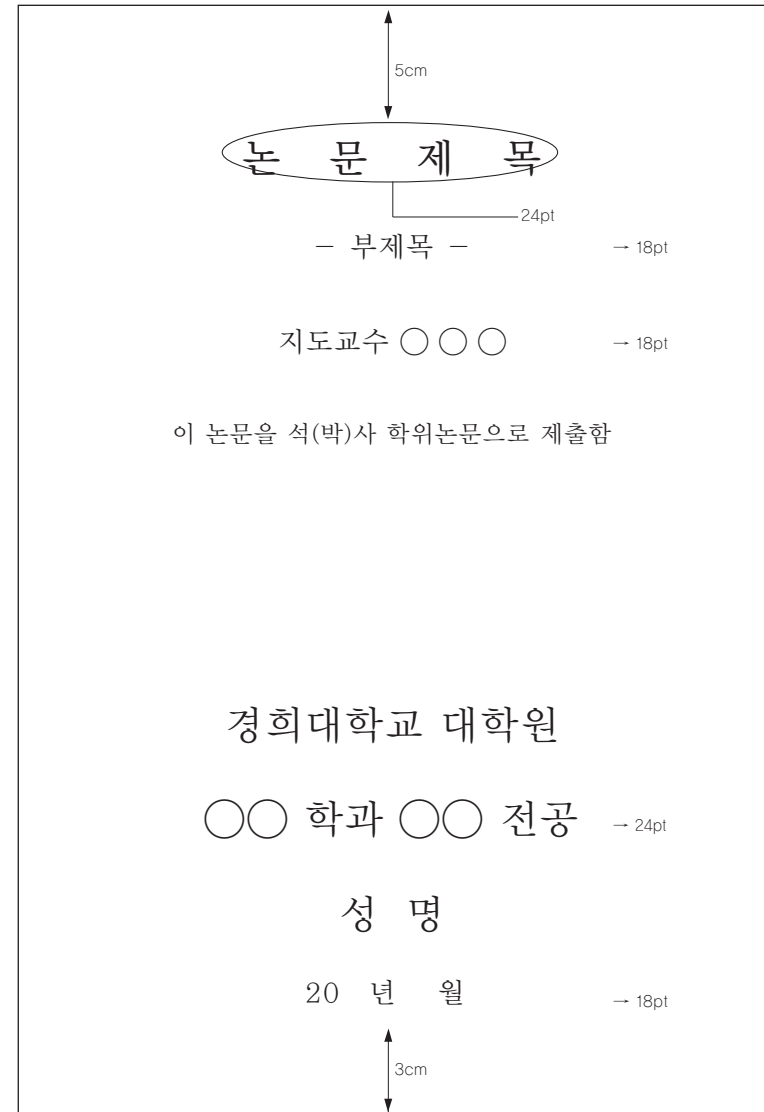 5cm
논 문 제 목
24pt
- 부제목 - → 18pt
지도교수 ○ ○ ○ → 18pt
이 논문을 석(박)사 학위논문으로 제출함
경희대학교 대학원
○○ 학과 ○○ 전공 → 24pt
성 명
20 년 월 → 18pt
3cm